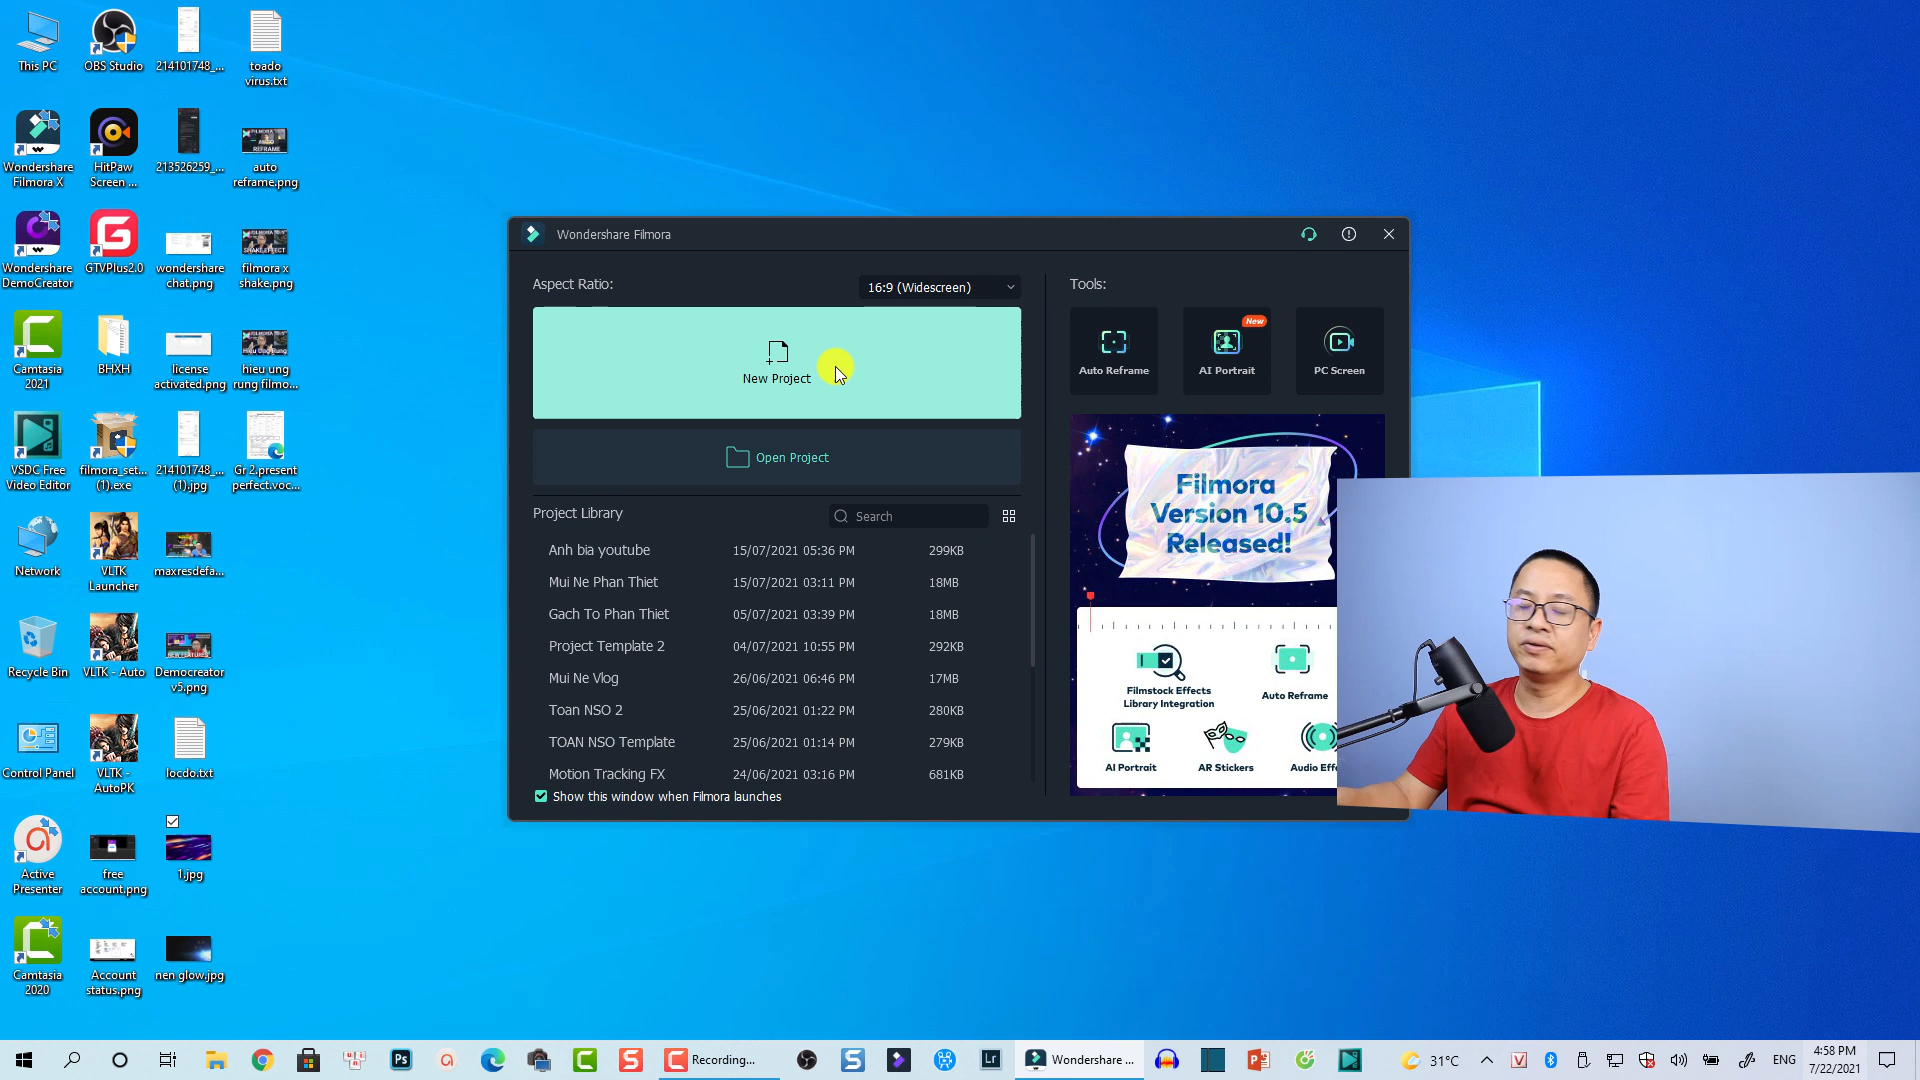 This PC
OBS Studio
214101748_...
toado
virus.txt
Wondershare
Filmora X
HitPaw
Screen ...
213526259_...
auto
reframe.png
Wondershare
DemoCreator
GTVPlus2.0
wondershare
chat.png
filmora x
shake.png
Camtasia
2021
BHXH
license
activated.png
hieu ung
rung filmo...
VSDC Free
Video Editor
filmora_set...
(1).exe
214101748_...
(1).jpg
Gr 2.present
perfect.voc...
Network
VLTK
Launcher
maxresdefa...
Recycle Bin
VLTK - Auto
Democreator
v5.png
Control Panel
VLTK -
AutoPK
locdo.txt
Active
Presenter
free
account.png
1.jpg
Camtasia
2020
Account
status.png
nen glow.jpg
Wondershare Filmora
Aspect Ratio:
16:9 (Widescreen)
New Project
Open Project
Project Library
Search
Anh bia youtube 15/07/2021 05:36 PM 299KB
Mui Ne Phan Thiet 15/07/2021 03:11 PM 18MB
Gach To Phan Thiet 05/07/2021 03:39 PM 18MB
Project Template 2 04/07/2021 10:55 PM 292KB
Mui Ne Vlog 26/06/2021 06:46 PM 17MB
Toan NSO 2 25/06/2021 01:22 PM 280KB
TOAN NSO Template 25/06/2021 01:14 PM 279KB
Motion Tracking FX 24/06/2021 03:16 PM 681KB
Show this window when Filmora launches
Tools:
New
Auto Reframe
AI Portrait
PC Screen
Filmora
Version 10.5
Released!
Filmstock Effects
Library Integration
Auto Reframe
AI Portrait
AR Stickers
Audio Effe
Recording...
Wondershare ...
31°C
ENG
4:58 PM
7/22/2021